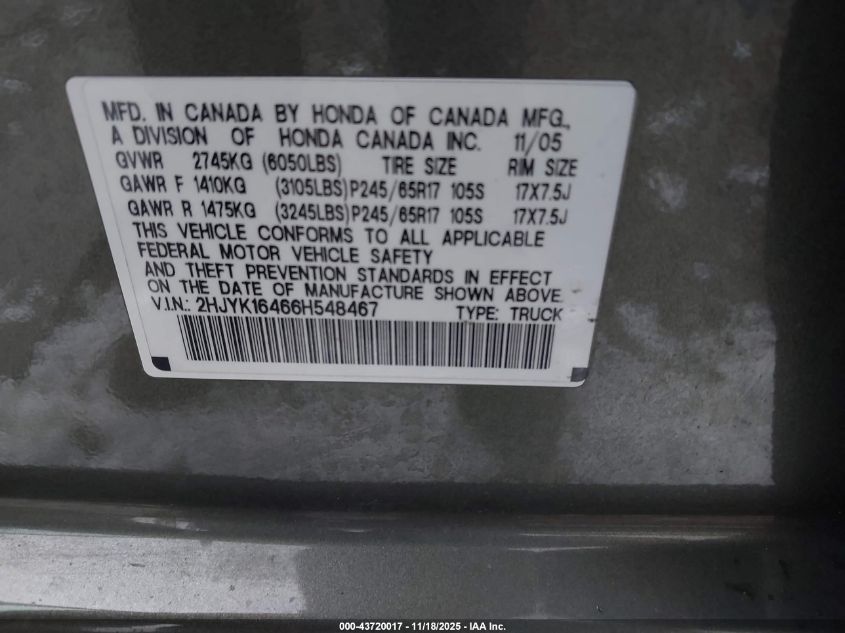 MFD. IN CANADA BY HONDA OF CANADA MFG.,
A DIVISION OF HONDA CANADA INC. 11/05
GVWR 2745KG (6050LBS) TIRE SIZE RIM SIZE
GAWR F 1410KG (3105LBS) P245/65R17 105S 17X7.5J
GAWR R 1475KG (3245LBS) P245/65R17 105S 17X7.5J
THIS VEHICLE CONFORMS TO ALL APPLICABLE
FEDERAL MOTOR VEHICLE SAFETY
AND THEFT PREVENTION STANDARDS IN EFFECT
ON THE DATE OF MANUFACTURE SHOWN ABOVE.
V.I.N.: 2HJYK16466H548467 TYPE: TRUCK
000-43720017 - 11/18/2025 - IAA Inc.